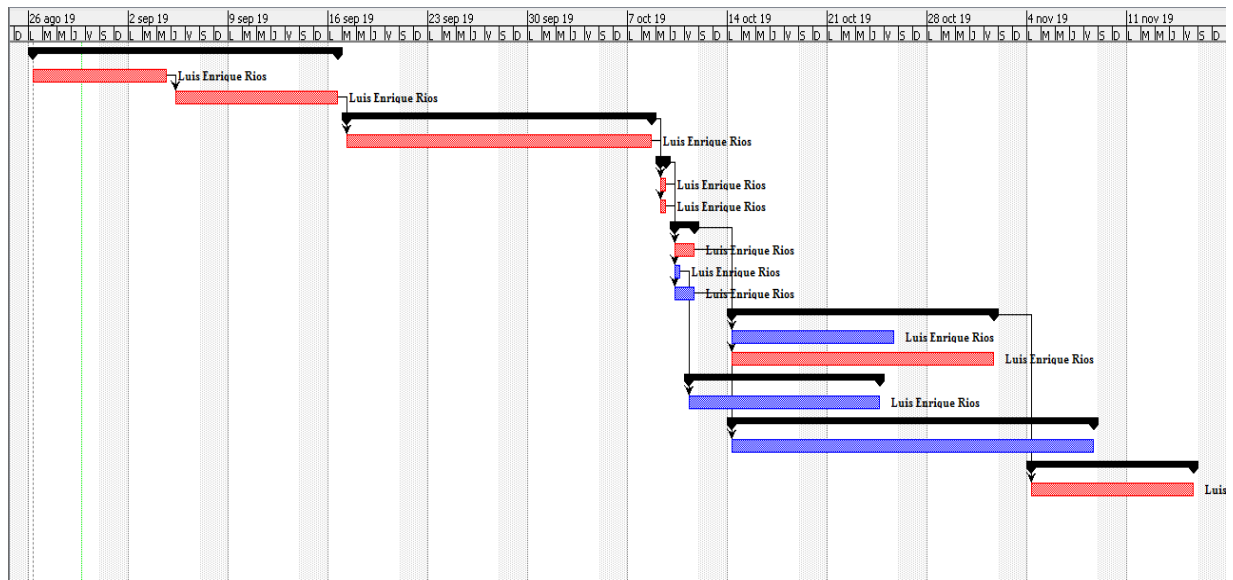 26 ago 19 2 sep 19 9 sep 19 16 sep 19 23 sep 19 30 sep 19 7 oct 19 14 oct 19 21 oct 19 28 oct 19 4 nov 19 11 nov 19
D L M M J V S D L M M J V S D L M M J V S D L M M J V S D L M M J V S D L M M J V S D L M M J V S D L M M J V S D L M M J V S D L M M J V S D L M M J V S D L M M J V S D
Luis Enrique Rios
Luis Enrique Rios
Luis Enrique Rios
Luis Enrique Rios
Luis Enrique Rios
Luis Enrique Rios
Luis Enrique Rios
Luis Enrique Rios
Luis Enrique Rios
Luis Enrique Rios
Luis Enrique Rios
Luis